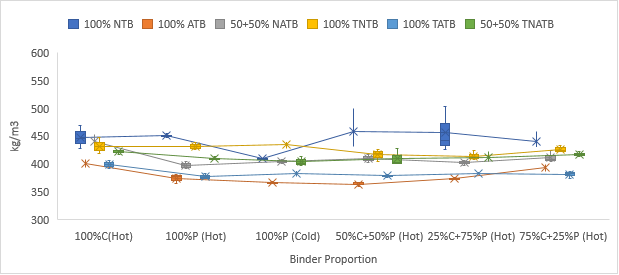 100% NTB 100% ATB 50+50% NATB 100% TNTB 100% TATB 50+50% TNATB
600
550
500
450
400
350
300
kg/m3
100%C(Hot) 100%P (Hot) 100%P (Cold) 50%C+50%P (Hot) 25%C+75%P (Hot) 75%C+25%P (Hot)
Binder Proportion